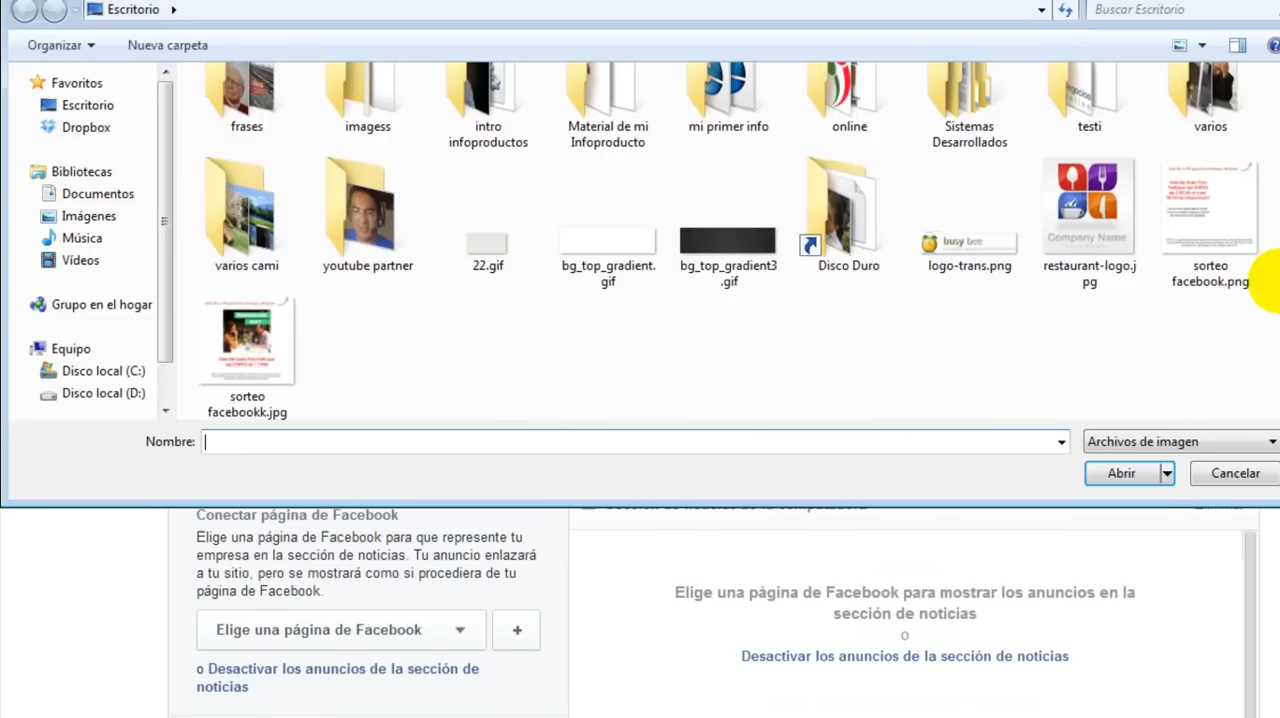 Escritorio
Buscar Escritorio
Organizar
Nueva carpeta
Favoritos
Escritorio
Dropbox
Bibliotecas
Documentos
Imágenes
Música
Vídeos
Grupo en el hogar
Equipo
Disco local (C:)
Disco local (D:)
frases
imagess
intro
infoproductos
Material de mi
Infoproducto
mi primer info
online
Sistemas
Desarrollados
testi
varios
varios cami
youtube partner
22.gif
bg_top_gradient.
gif
bg_top_gradient3
.gif
Disco Duro
busy bee
logo-trans.png
Company Name
restaurant-logo.j
pg
sorteo
facebook.png
sorteo
facebookk.jpg
Nombre:
Archivos de imagen
Abrir
Cancelar
Conectar página de Facebook
Elige una página de Facebook para que represente tu
empresa en la sección de noticias. Tu anuncio enlazará
a tu sitio, pero se mostrará como si procediera de tu
página de Facebook.
Elige una página de Facebook
+
o Desactivar los anuncios de la sección de
noticias
Elige una página de Facebook para mostrar los anuncios en la
sección de noticias
o
Desactivar los anuncios de la sección de noticias